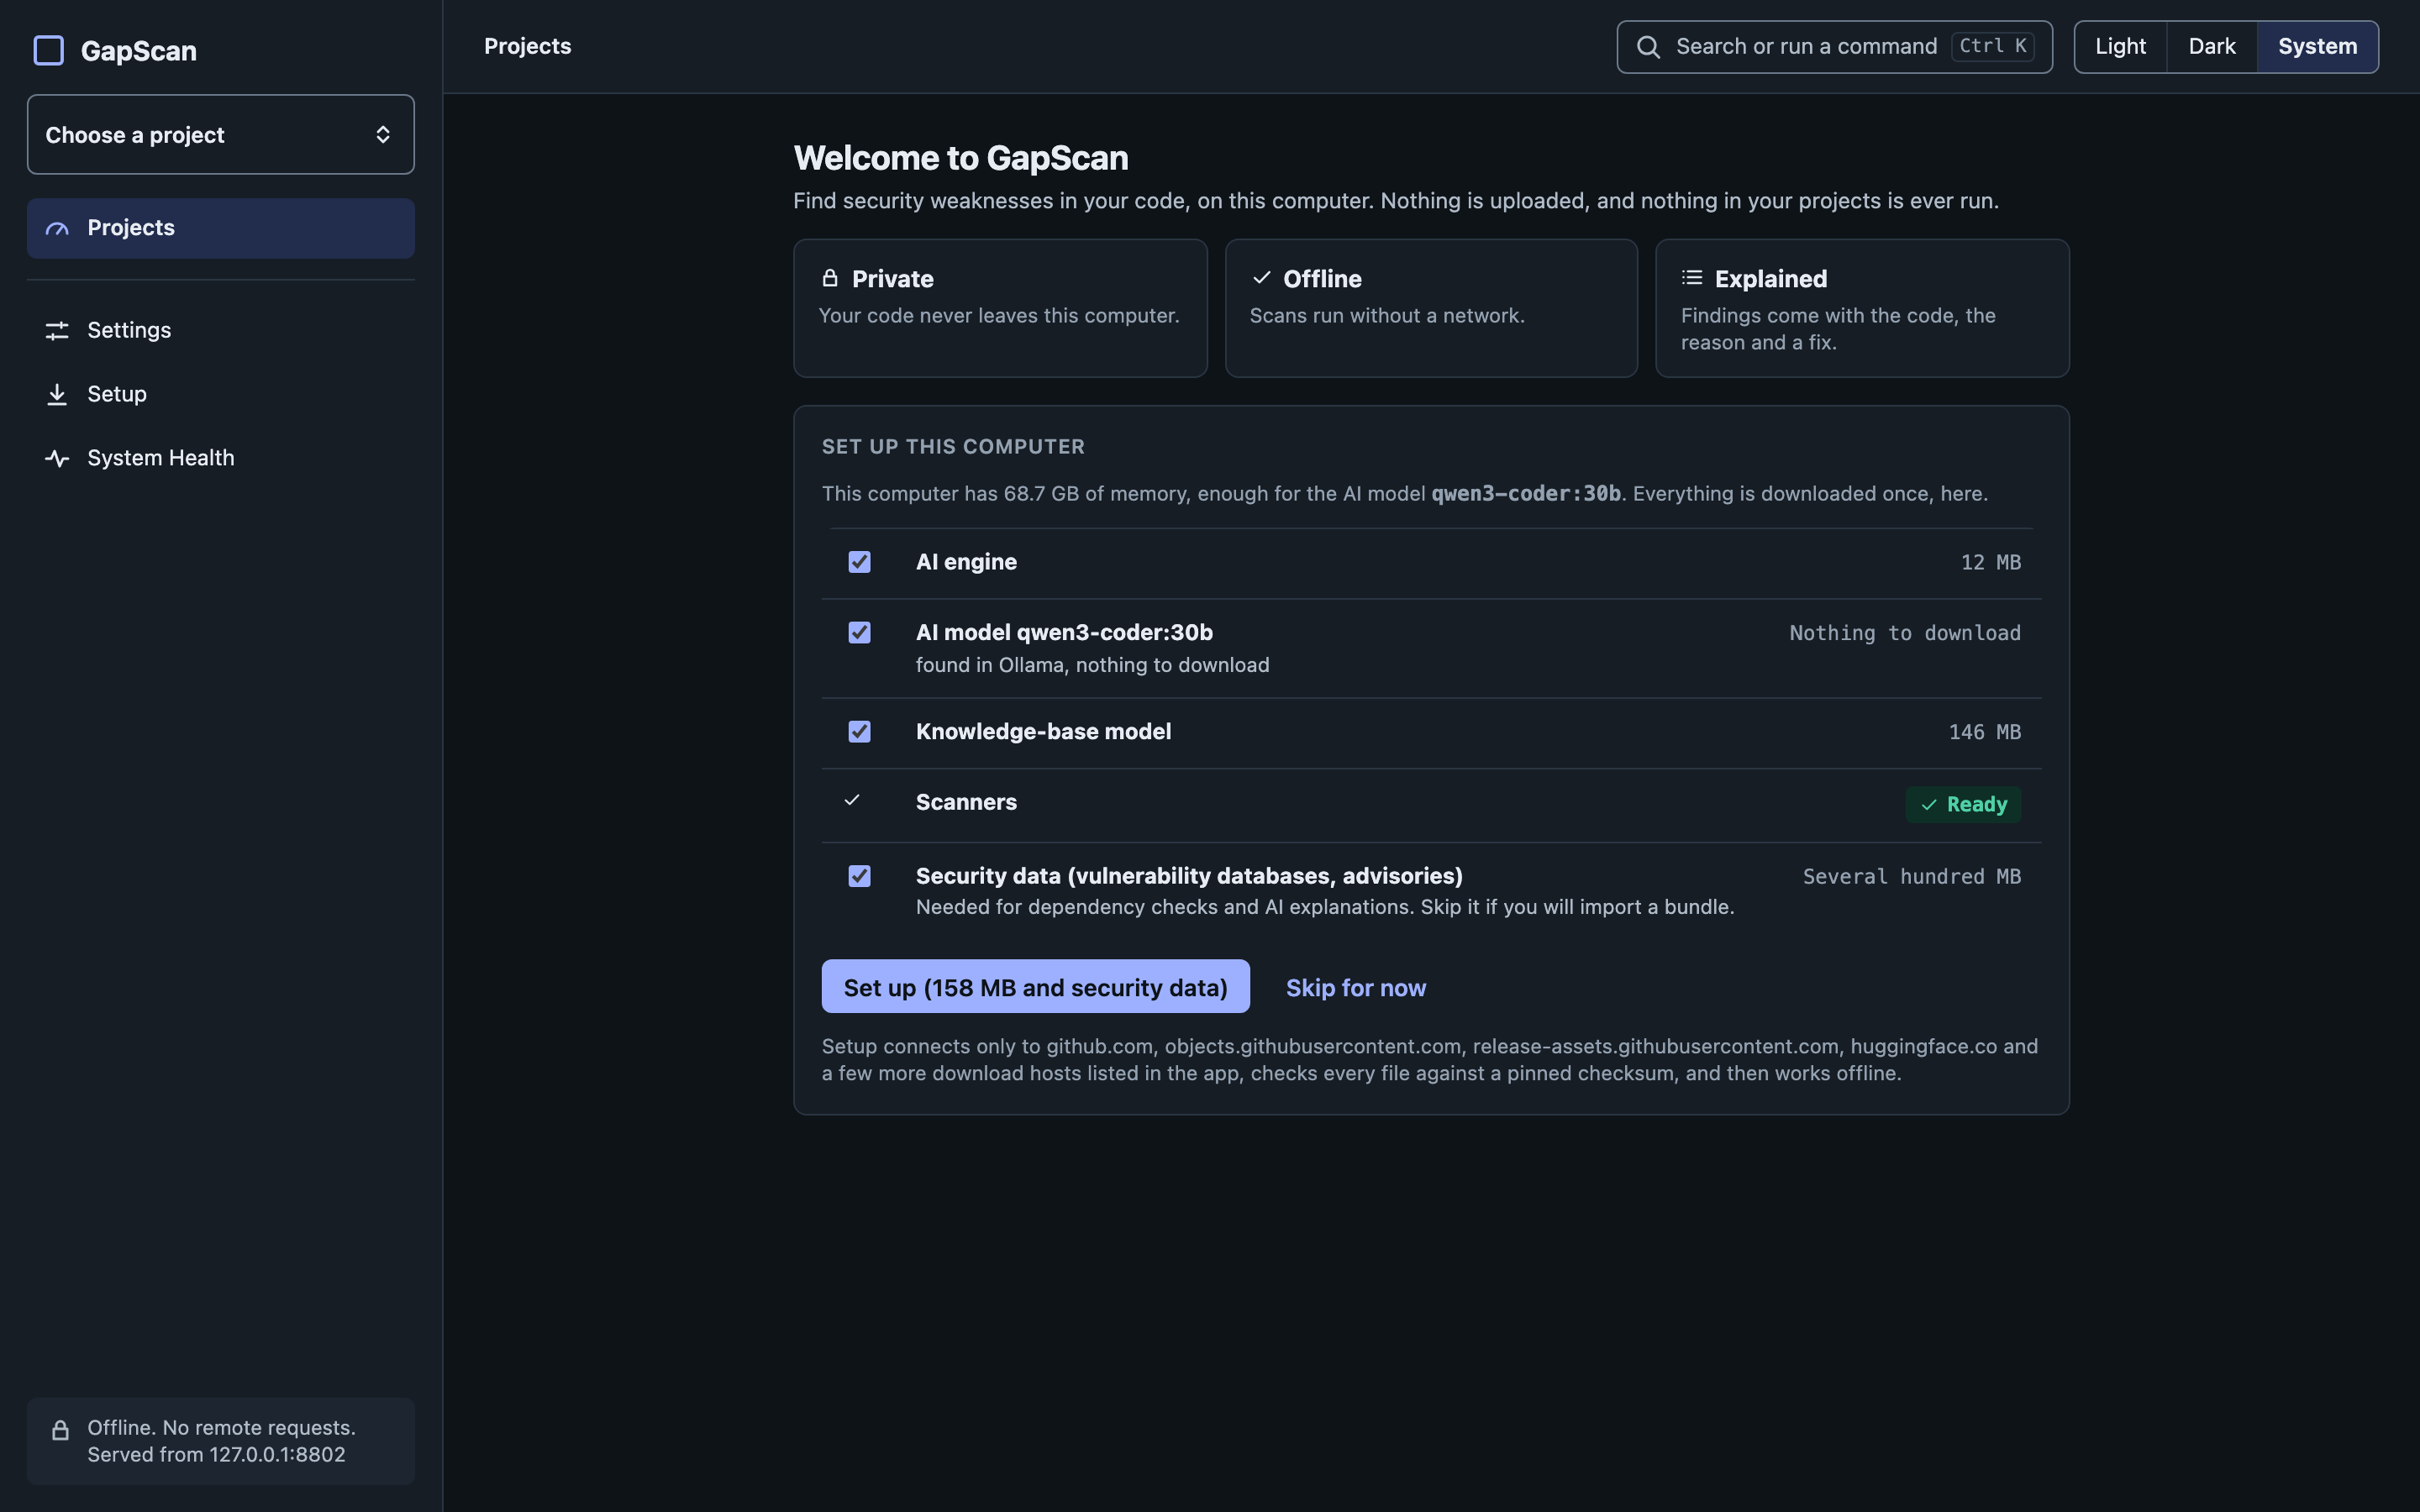 GapScan
Choose a project
Projects
Settings
Setup
System Health
Offline. No remote requests.
Served from 127.0.0.1:8802
Projects
Search or run a command Ctrl K
Light Dark System
Welcome to GapScan
Find security weaknesses in your code, on this computer. Nothing is uploaded, and nothing in your projects is ever run.
Private
Your code never leaves this computer.
Offline
Scans run without a network.
Explained
Findings come with the code, the
reason and a fix.
SET UP THIS COMPUTER
This computer has 68.7 GB of memory, enough for the AI model qwen3-coder:30b. Everything is downloaded once, here.
AI engine 12 MB
AI model qwen3-coder:30b Nothing to download
found in Ollama, nothing to download
Knowledge-base model 146 MB
Scanners Ready
Security data (vulnerability databases, advisories) Several hundred MB
Needed for dependency checks and AI explanations. Skip it if you will import a bundle.
Set up (158 MB and security data) Skip for now
Setup connects only to github.com, objects.githubusercontent.com, release-assets.githubusercontent.com, huggingface.co and
a few more download hosts listed in the app, checks every file against a pinned checksum, and then works offline.